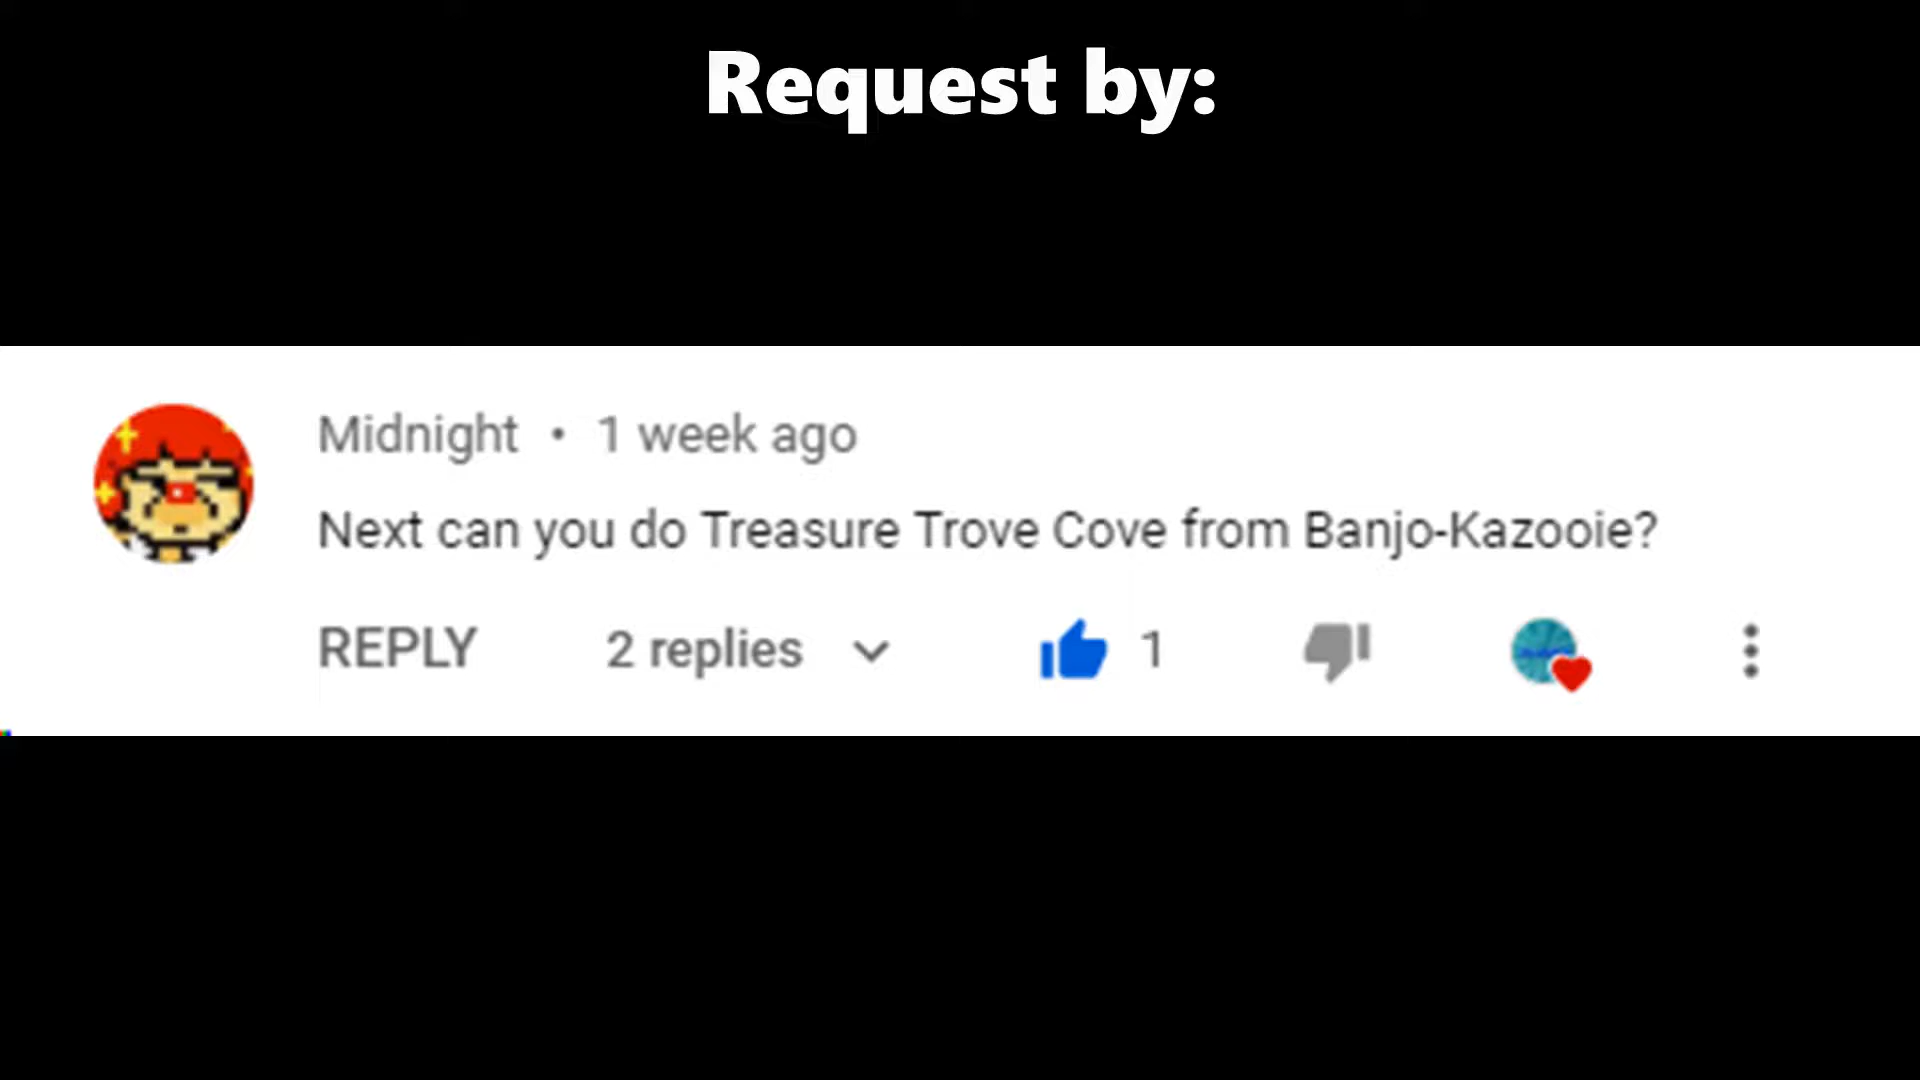 Request by:
Midnight • 1 week ago
Next can you do Treasure Trove Cove from Banjo-Kazooie?
REPLY 2 replies 1